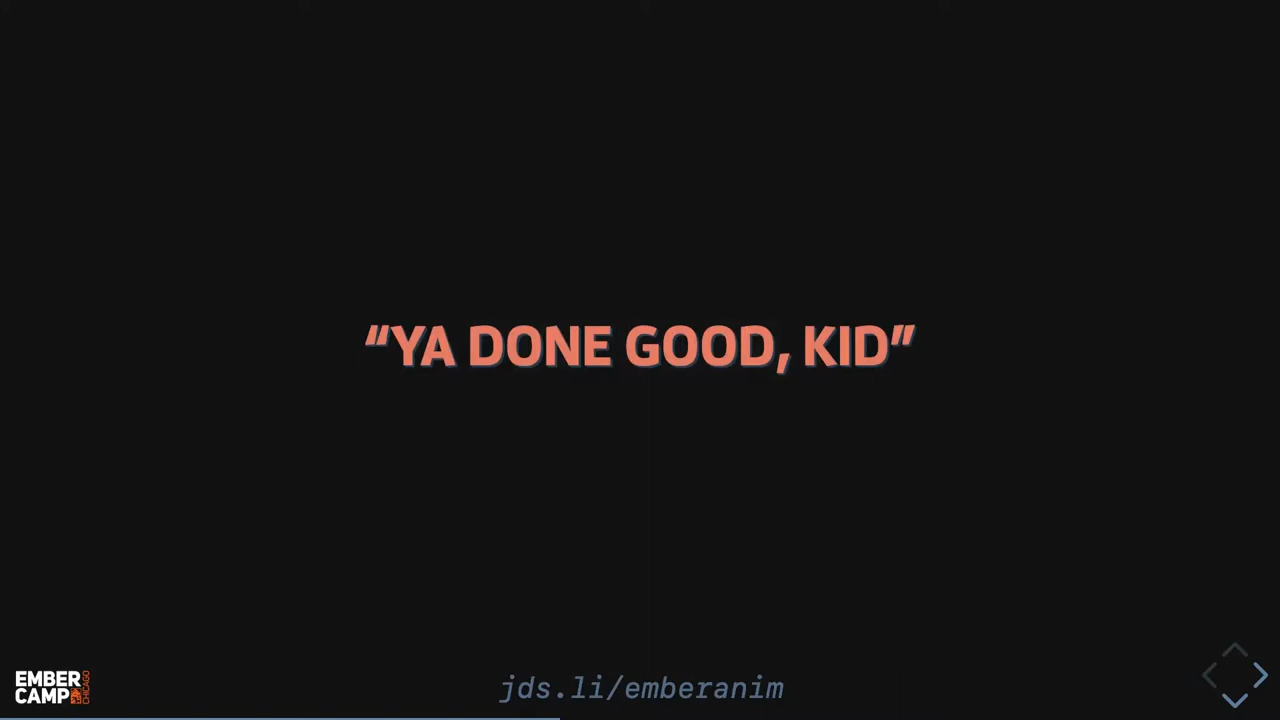 “YA DONE GOOD, KID”
EMBER
CAMP
CHICAGO
jds.li/emberanim